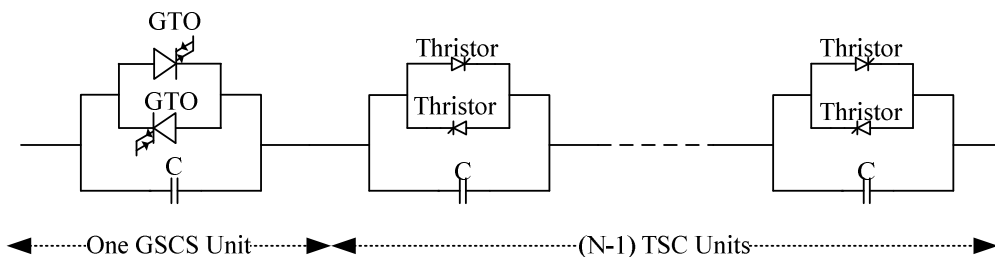 GTO
GTO
C
Thristor
Thristor
C
Thristor
Thristor
C
One GSCS Unit
(N-1) TSC Units